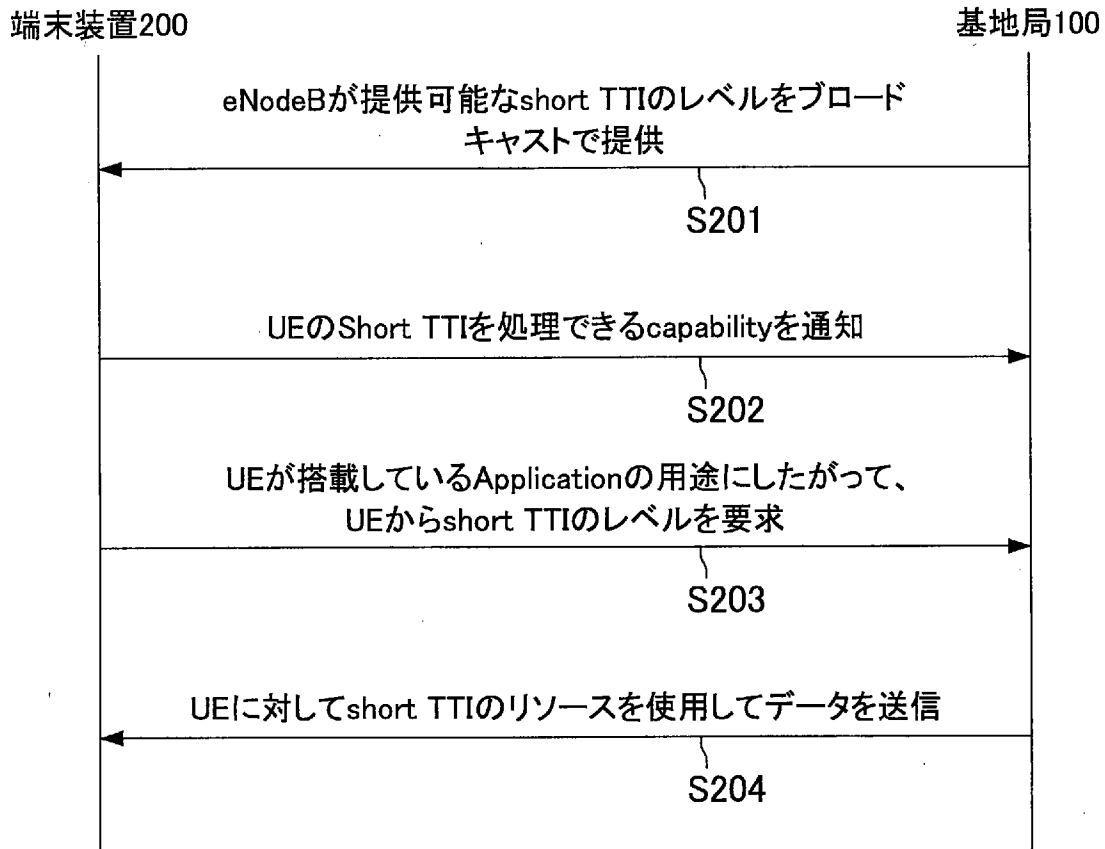 端末装置200
基地局100
eNodeBが提供可能なshort TTIのレベルをブロード
キャストで提供
S201
UEのShort TTIを処理できるcapabilityを通知
S202
UEが搭載しているApplicationの用途にしたがって、
UEからshort TTIのレベルを要求
S203
UEに対してshort TTIのリソースを使用してデータを送信
S204